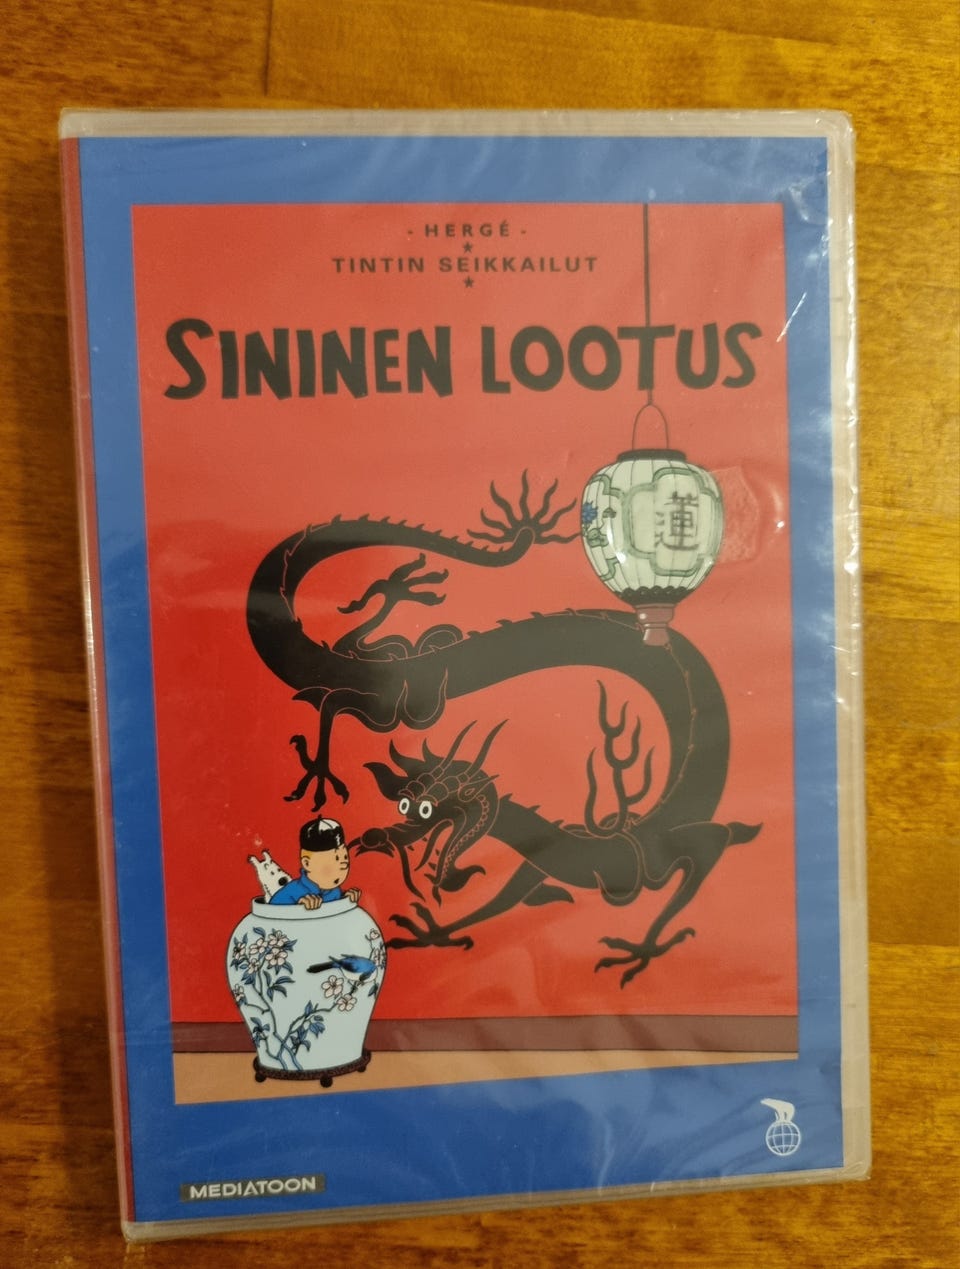 - HERGÉ -
TINTIN SEIKKAILUT
SININEN LOOTUS
蓮
MEDIATOON